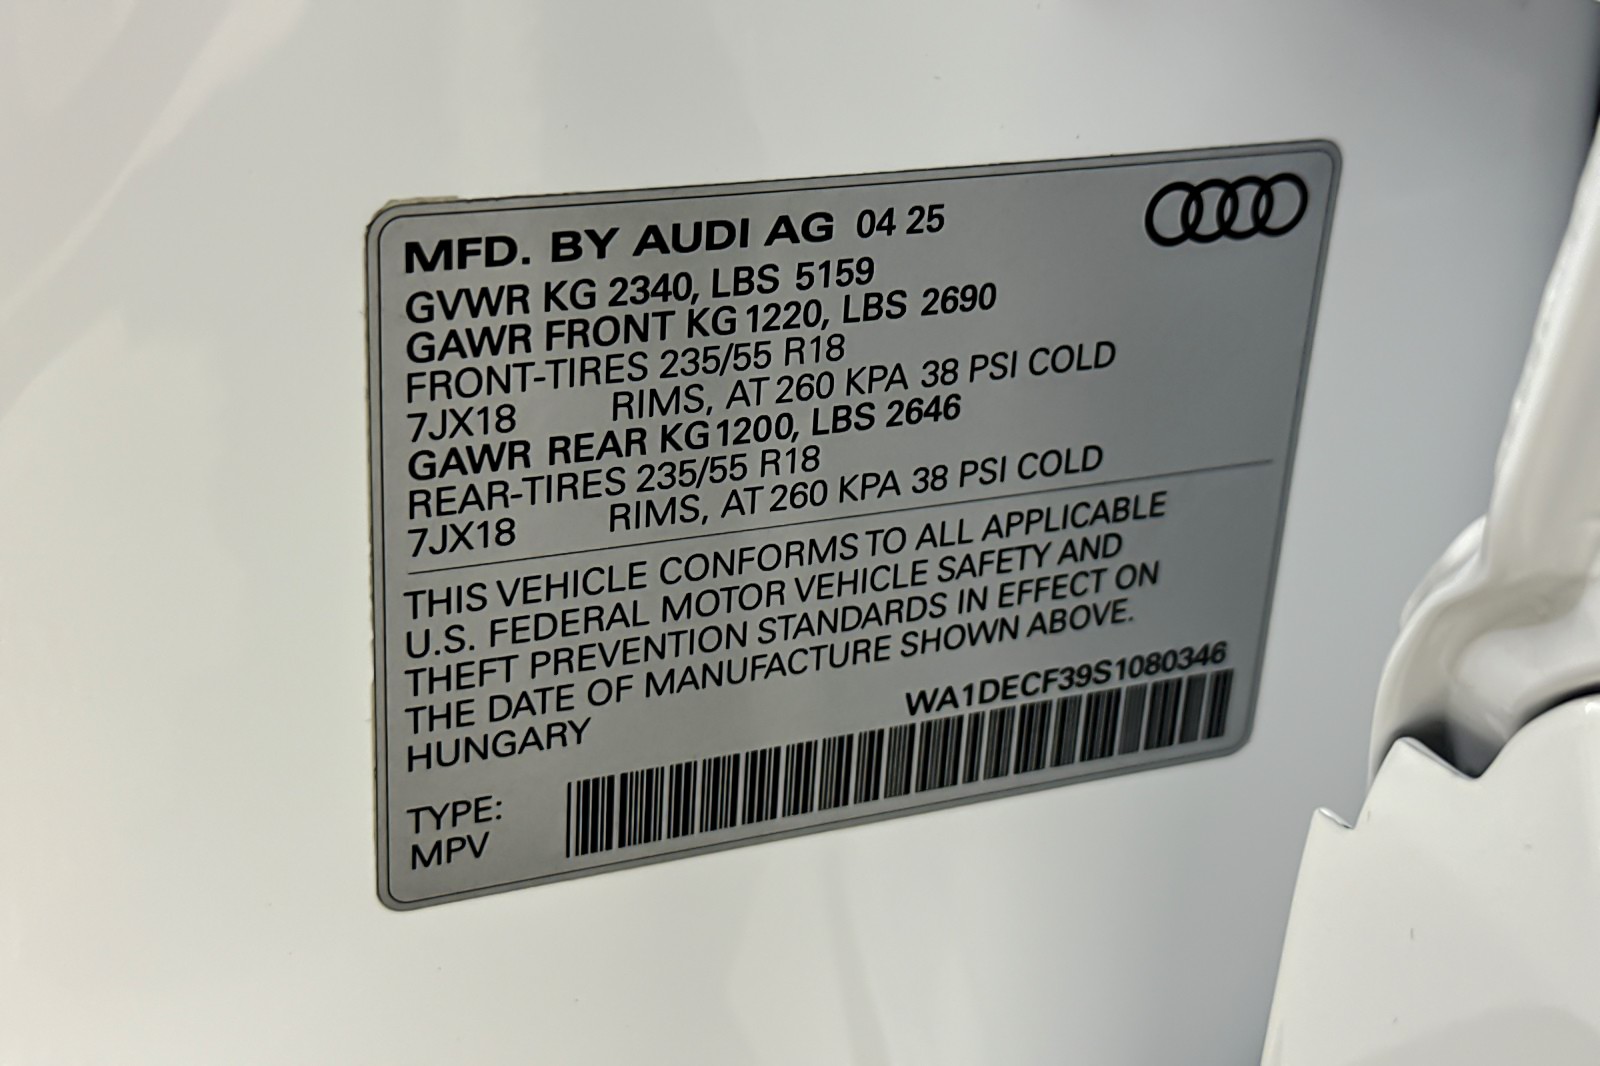 MFD. BY AUDI AG 04 25
GVWR KG 2340, LBS 5159
GAWR FRONT KG 1220, LBS 2690
FRONT-TIRES 235/55 R18
7JX18 RIMS, AT 260 KPA 38 PSI COLD
GAWR REAR KG 1200, LBS 2646
REAR-TIRES 235/55 R18
7JX18 RIMS, AT 260 KPA 38 PSI COLD
THIS VEHICLE CONFORMS TO ALL APPLICABLE
U.S. FEDERAL MOTOR VEHICLE SAFETY AND
THEFT PREVENTION STANDARDS IN EFFECT ON
THE DATE OF MANUFACTURE SHOWN ABOVE.
HUNGARY
WA1DECF39S1080346
TYPE:
MPV